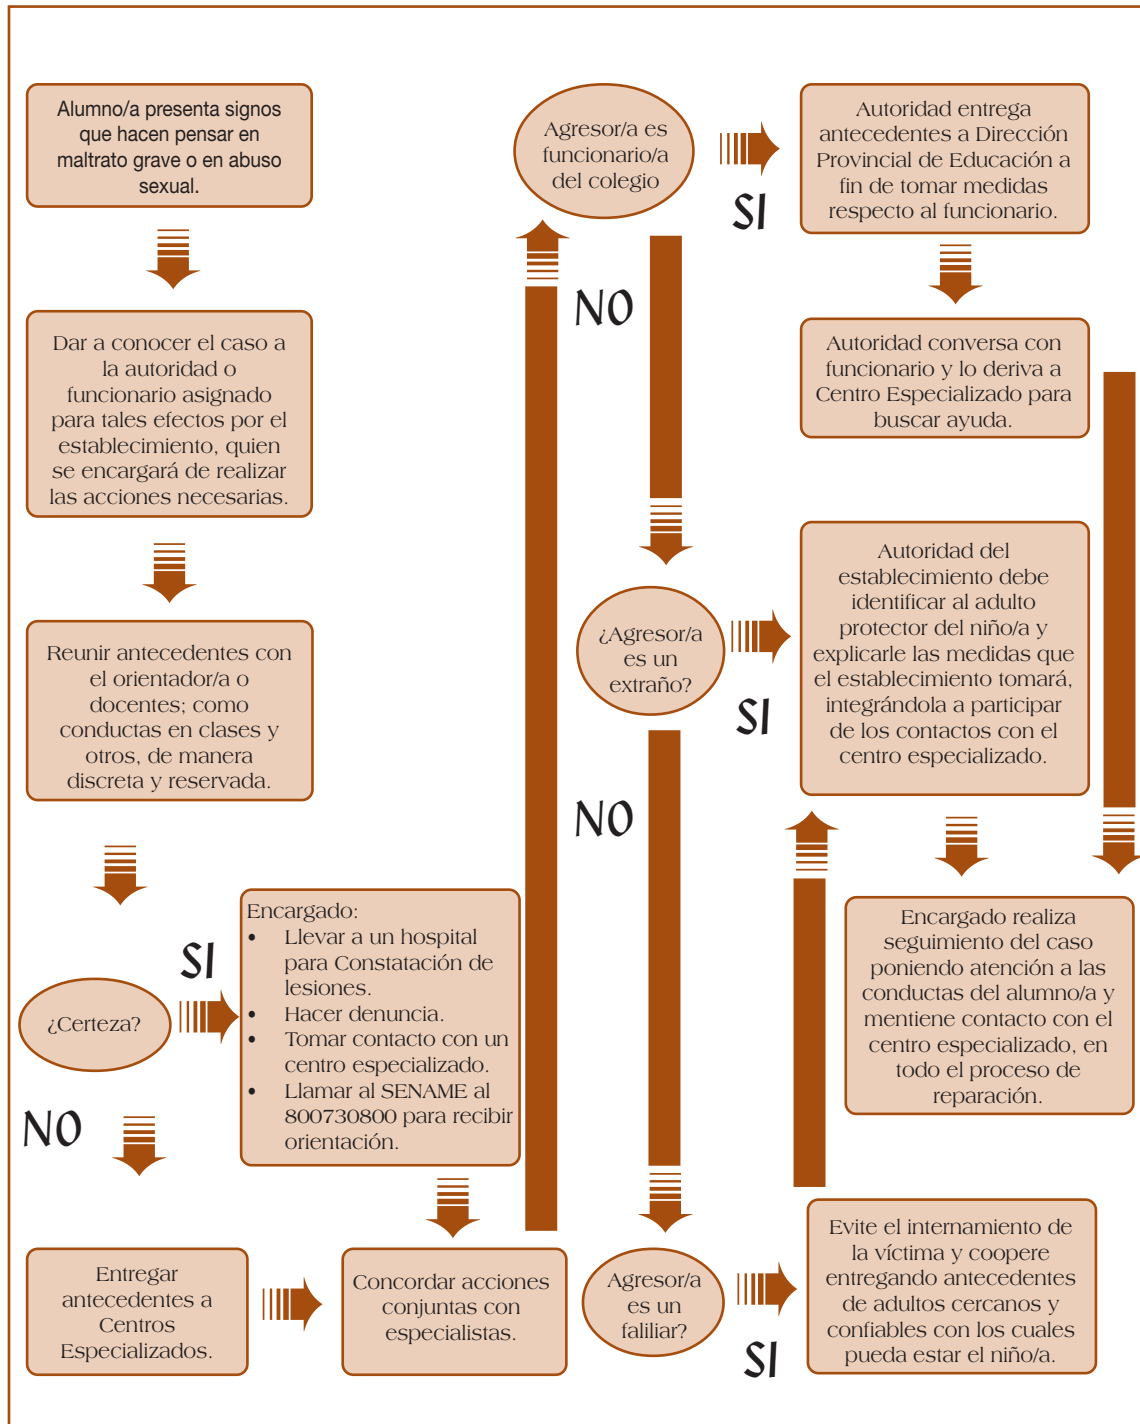 Alumno/a presenta signos
que hacen pensar en
maltrato grave o en abuso
sexual.
Dar a conocer el caso a
la autoridad o
funcionario asignado
para tales efectos por el
establecimiento, quien
se encargará de realizar
las acciones necesarias.
Reunir antecedentes con
el orientador/a o
docentes; como
conductas en clases y
otros, de manera
discreta y reservada.
¿Certeza?
SI
NO
Encargado:
• Llevar a un hospital
para Constatación de
lesiones.
• Hacer denuncia.
• Tomar contacto con un
centro especializado.
• Llamar al SENAME al
800730800 para recibir
orientación.
Entregar
antecedentes a
Centros
Especializados.
Concordar acciones
conjuntas con
especialistas.
Agresor/a es
funcionario/a
del colegio
SI
NO
Autoridad entrega
antecedentes a Dirección
Provincial de Educación a
fin de tomar medidas
respecto al funcionario.
Autoridad conversa con
funcionario y lo deriva a
Centro Especializado para
buscar ayuda.
¿Agresor/a
es un
extraño?
SI
NO
Autoridad del
establecimiento debe
identificar al adulto
protector del niño/a y
explicarle las medidas que
el establecimiento tomará,
integrándola a participar
de los contactos con el
centro especializado.
Encargado realiza
seguimiento del caso
poniendo atención a las
conductas del alumno/a y
mentiene contacto con el
centro especializado, en
todo el proceso de
reparación.
Agresor/a
es un
faliliar?
SI
Evite el internamiento de
la víctima y coopere
entregando antecedentes
de adultos cercanos y
confiables con los cuales
pueda estar el niño/a.